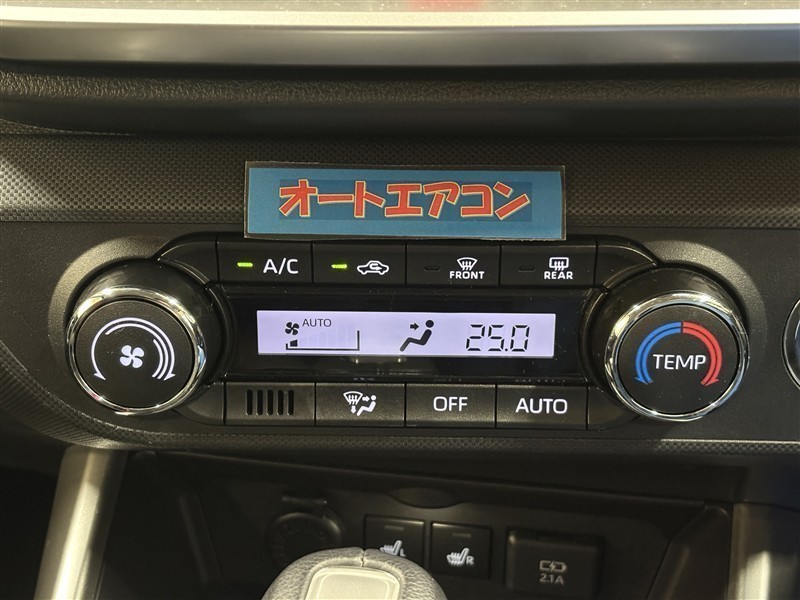 オートエアコン
A/C
FRONT
REAR
AUTO
25.0
TEMP
OFF
AUTO
L
R
2.1A